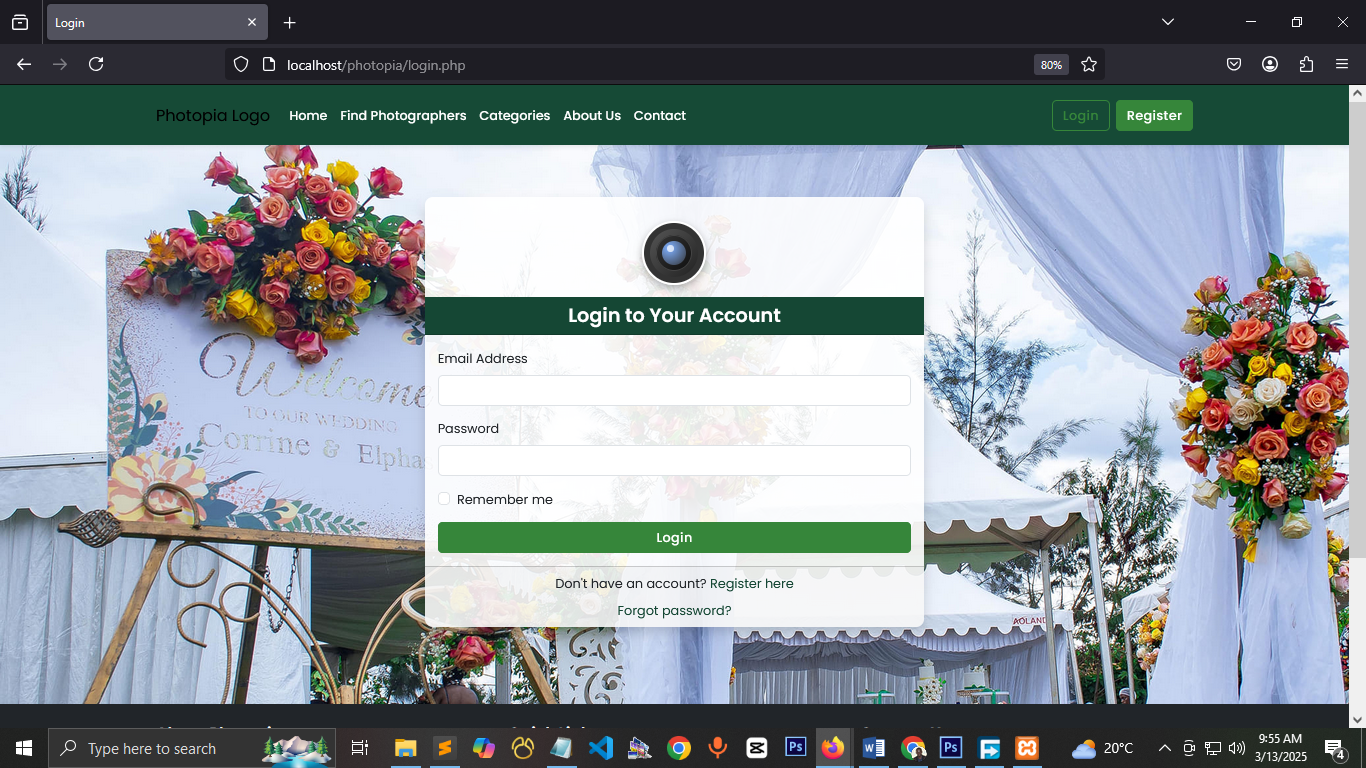 Login
localhost/photopia/login.php
80%
Photopia Logo Home Find Photographers Categories About Us Contact Login Register
Login to Your Account
Welcome
TO OUR WEDDING
Corrine & Elpha
Email Address
Password
Remember me
Login
Don't have an account? Register here
Forgot password?
AOLAND
Type here to search
20°C
9:55 AM
3/13/2025
4